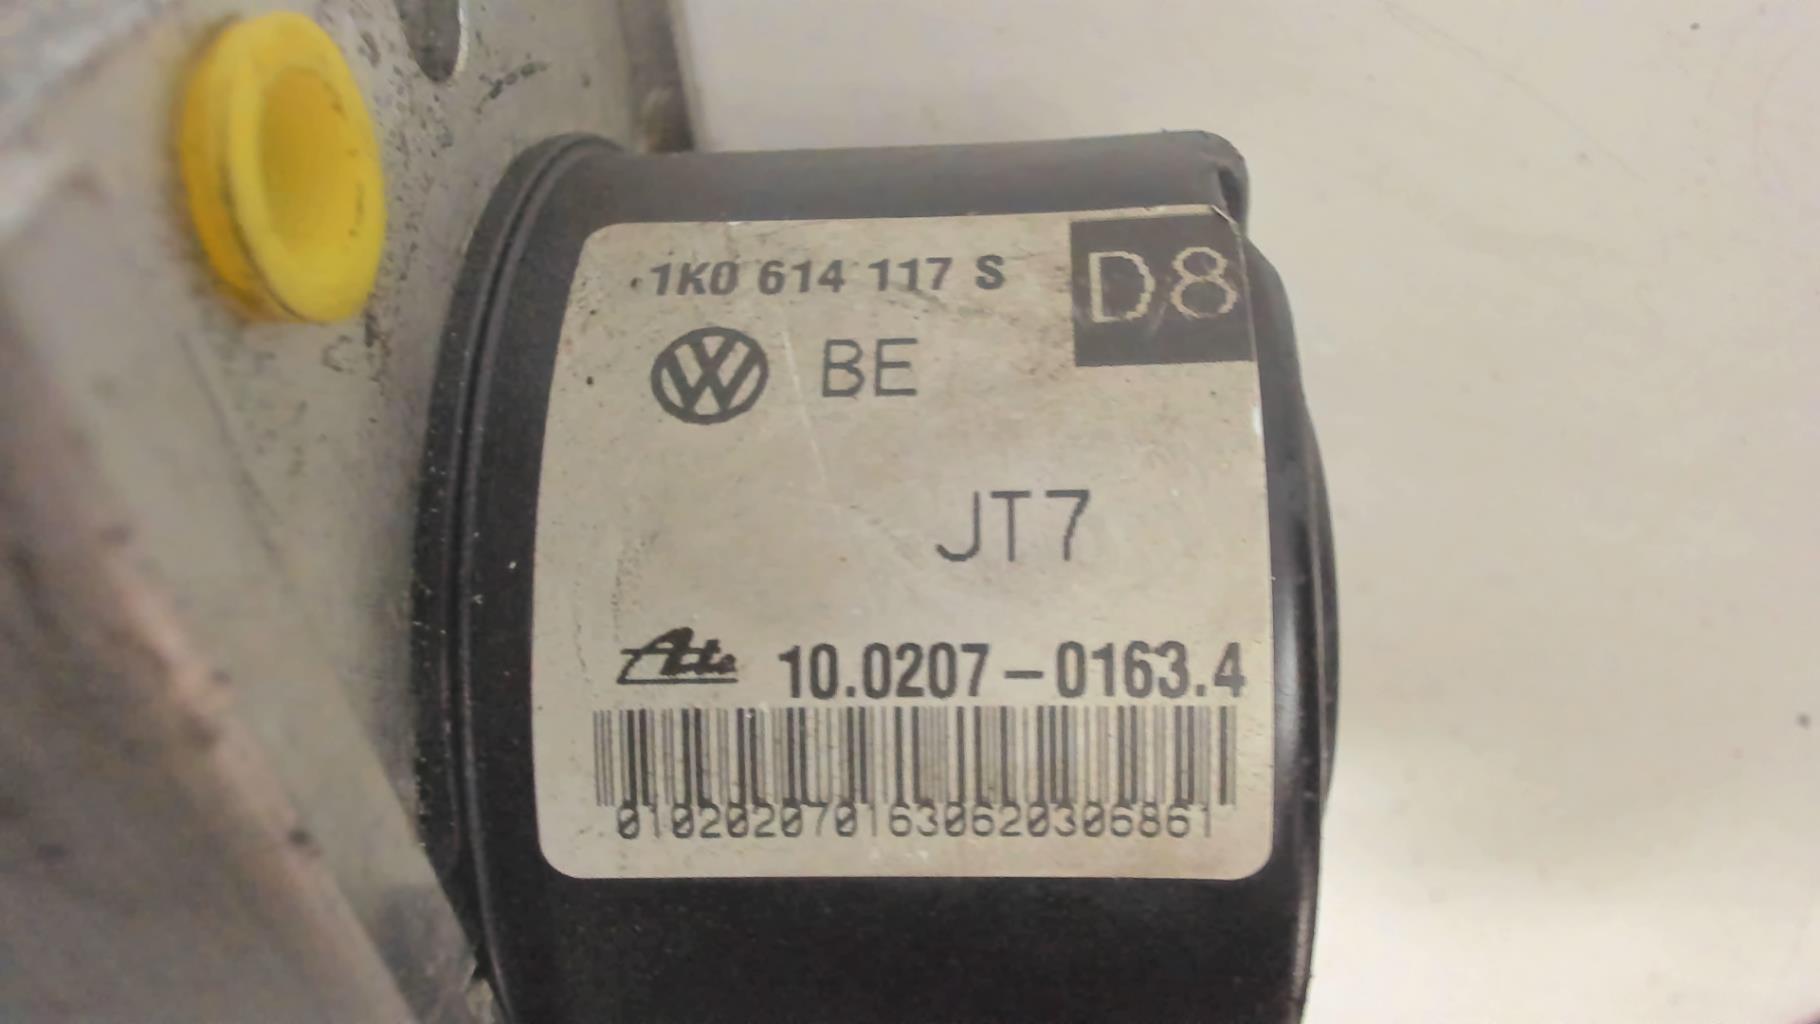 1K0 614 117 S
D8
BE
JT7
Ate 10.0207-0163.4
0102020701630620306861